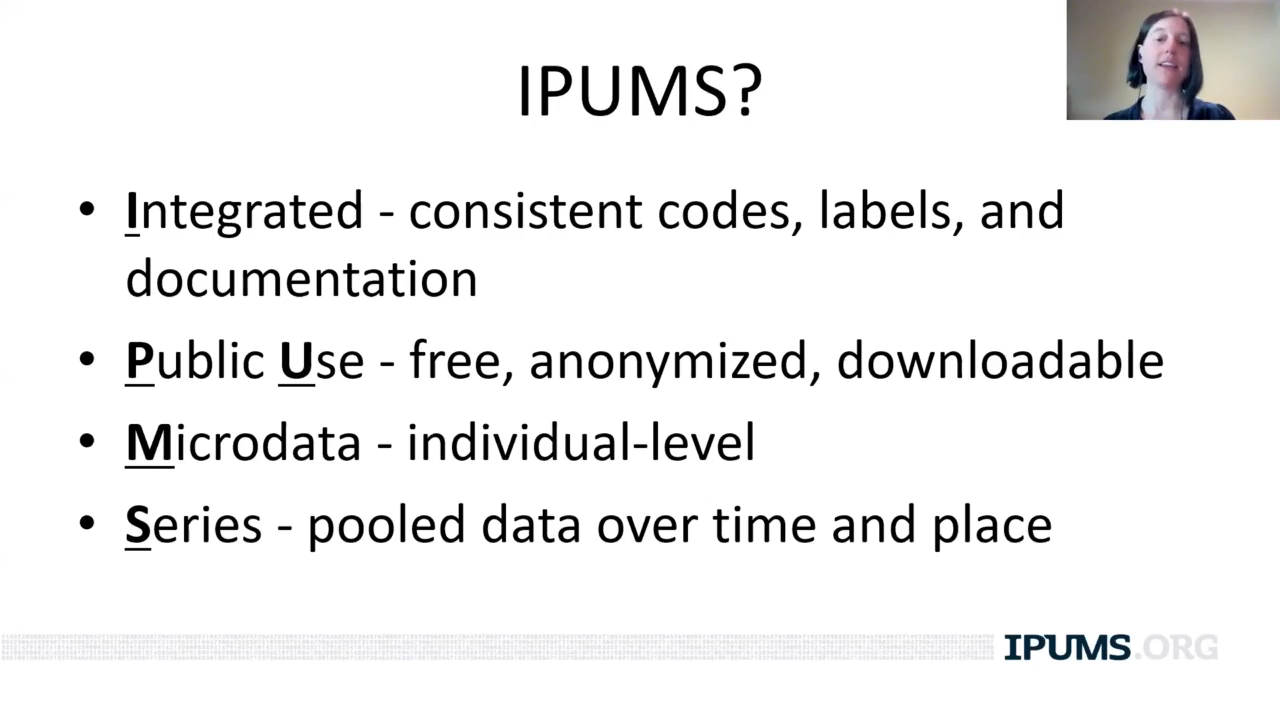 IPUMS?
• Integrated - consistent codes, labels, and
documentation
• Public Use - free, anonymized, downloadable
• Microdata - individual-level
• Series - pooled data over time and place
IPUMS.ORG